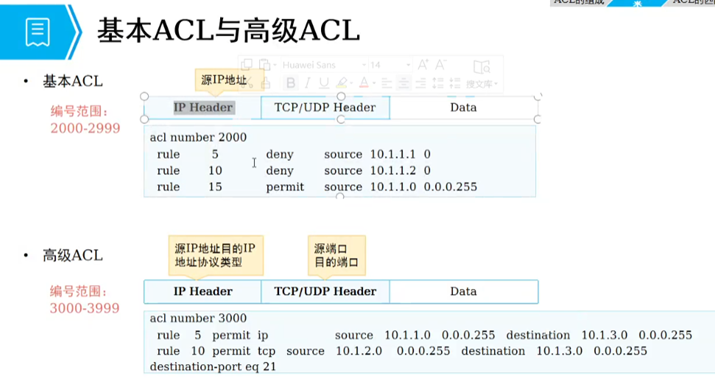 ACL的组成
基本ACL与高级ACL
Huawei Sans 14
B I U A
搜文库
• 基本ACL
源IP地址
编号范围：
2000-2999
IP Header TCP/UDP Header Data
acl number 2000
rule 5 deny source 10.1.1.1 0
rule 10 deny source 10.1.1.2 0
rule 15 permit source 10.1.1.0 0.0.0.255
• 高级ACL
源IP地址目的IP
地址协议类型
源端口
目的端口
编号范围：
3000-3999
IP Header TCP/UDP Header Data
acl number 3000
rule 5 permit ip source 10.1.1.0 0.0.0.255 destination 10.1.3.0 0.0.0.255
rule 10 permit tcp source 10.1.2.0 0.0.0.255 destination 10.1.3.0 0.0.0.255
destination-port eq 21